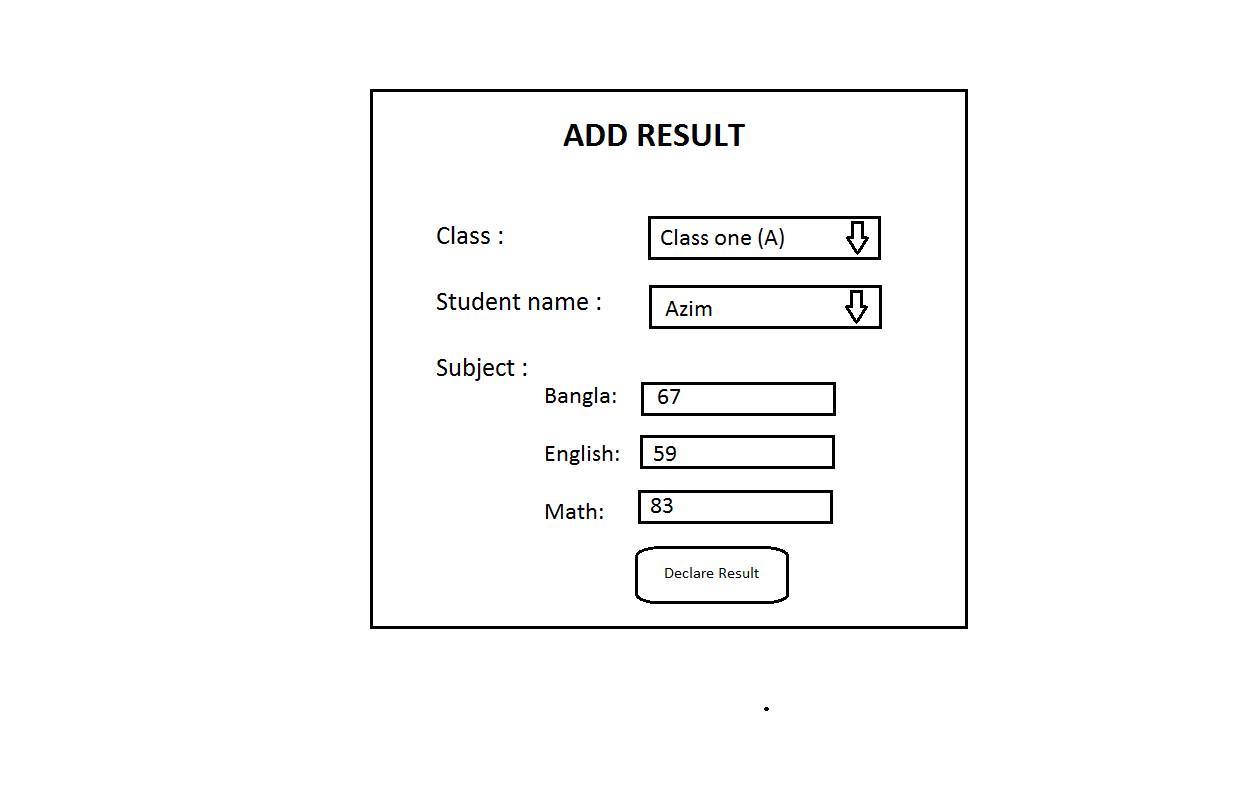 ADD RESULT
Class : Class one (A)
Student name : Azim
Subject :
Bangla: 67
English: 59
Math: 83
Declare Result